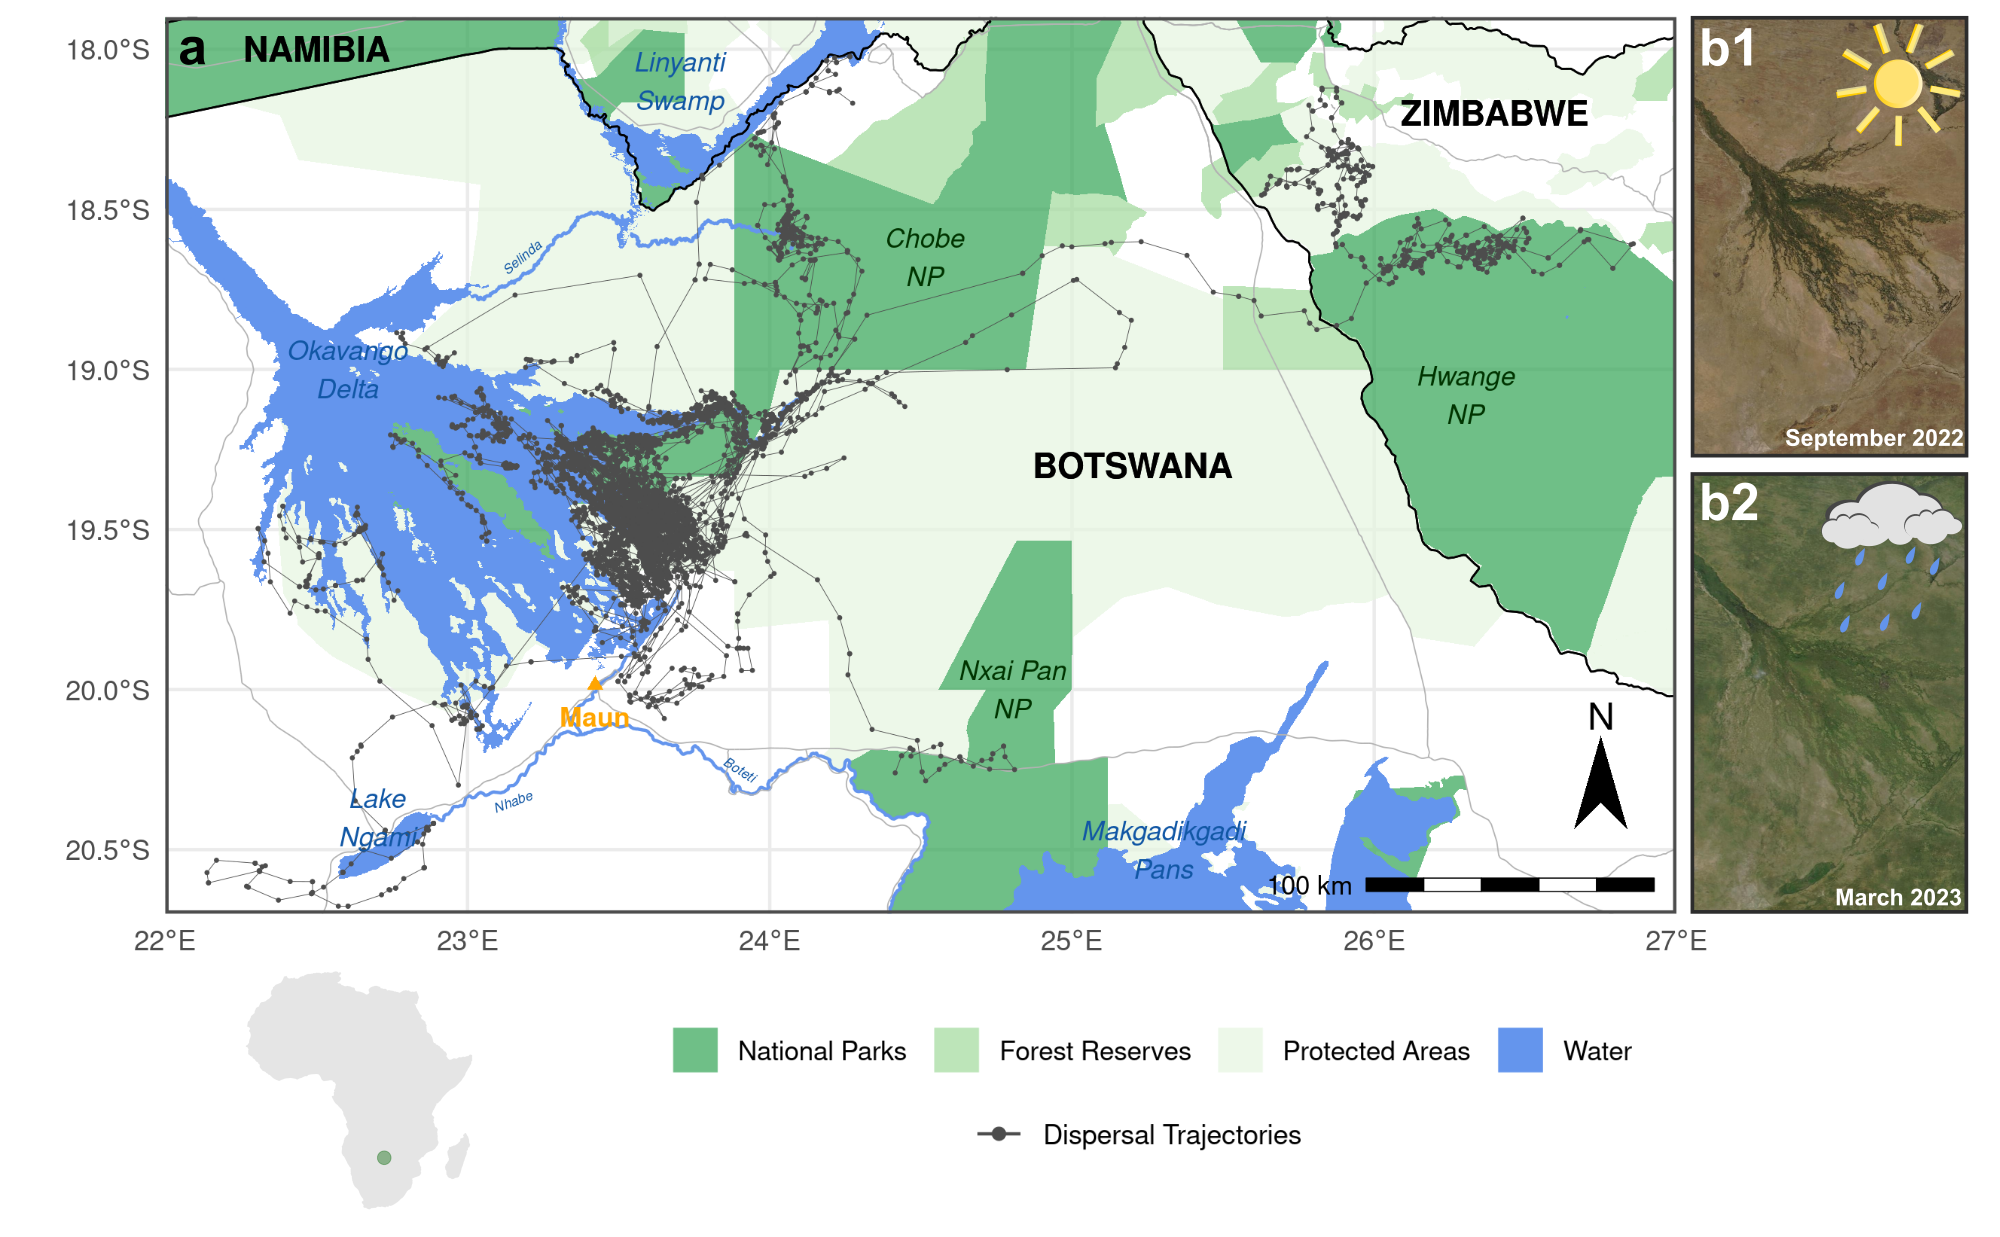 a
NAMIBIA
Linyanti
Swamp
ZIMBABWE
Chobe
NP
Selinda
Okavango
Delta
Hwange
NP
BOTSWANA
Nxai Pan
NP
Maun
Boteti
Nhabe
Lake
Ngami
Makgadikgadi
Pans
N
100 km
18.0°S
18.5°S
19.0°S
19.5°S
20.0°S
20.5°S
22°E
23°E
24°E
25°E
26°E
27°E
b1
September 2022
b2
March 2023
National Parks
Forest Reserves
Protected Areas
Water
Dispersal Trajectories